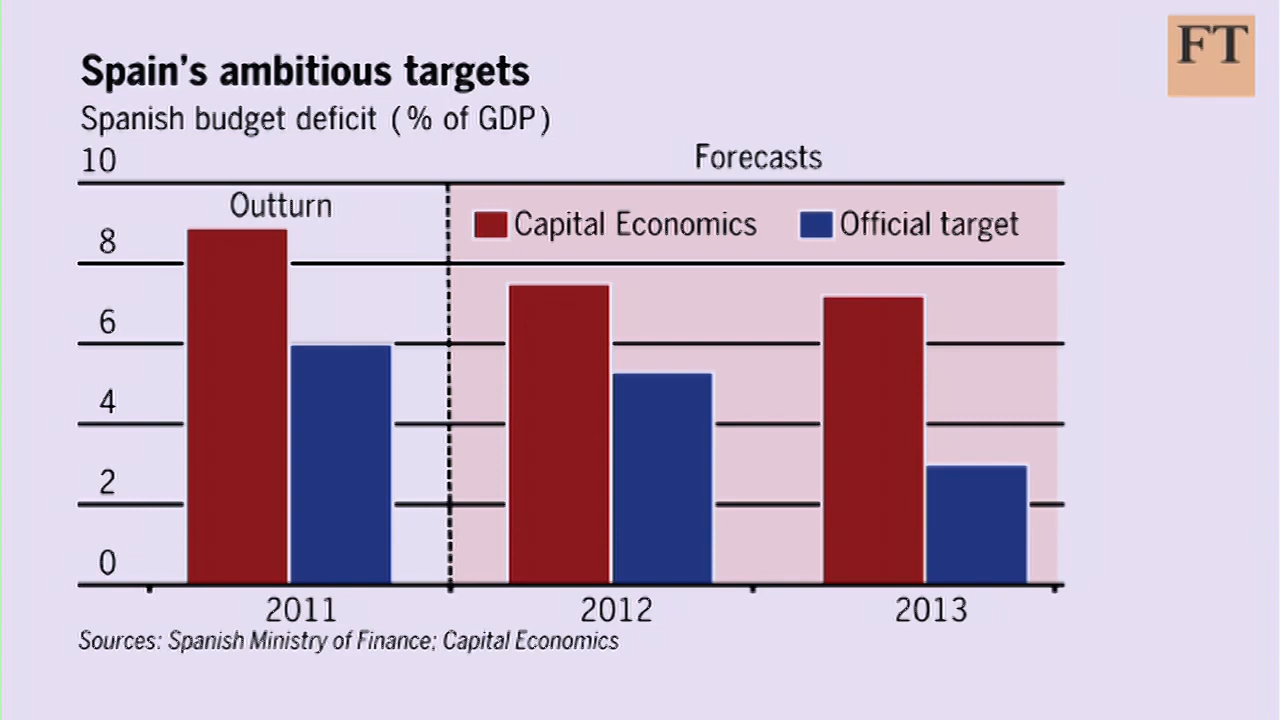 FT
Spain's ambitious targets
Spanish budget deficit (% of GDP)
10
Forecasts
Outturn
Capital Economics
Official target
8
6
4
2
0
2011
2012
2013
Sources: Spanish Ministry of Finance; Capital Economics